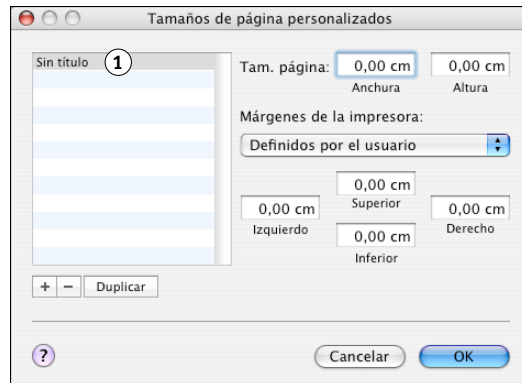 Tamaños de página personalizados
Sin título 1
Tam. página: 0,00 cm 0,00 cm
Anchura Altura
Márgenes de la impresora:
Definidos por el usuario
0,00 cm
Superior
0,00 cm 0,00 cm
Izquierdo Derecho
0,00 cm
Inferior
+ − Duplicar
? Cancelar OK